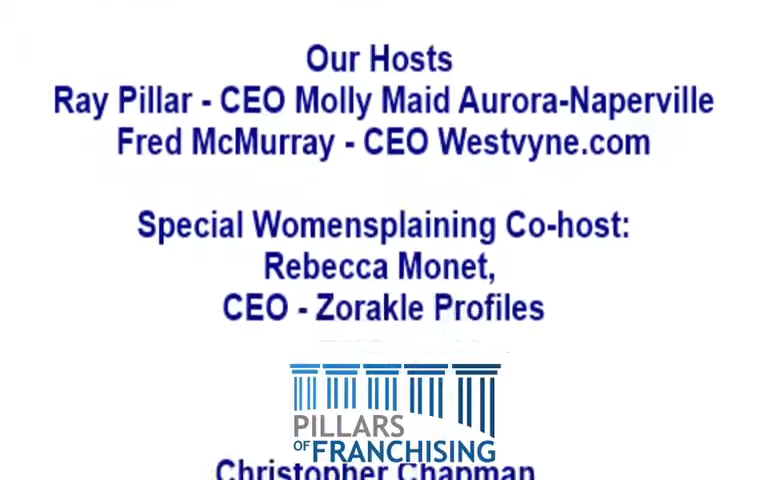 Our Hosts
Ray Pillar - CEO Molly Maid Aurora-Naperville
Fred McMurray - CEO Westvyne.com
Special Womensplaining Co-host:
Rebecca Monet,
CEO - Zorakle Profiles
PILLARS
OF FRANCHISING
Christopher Chapman